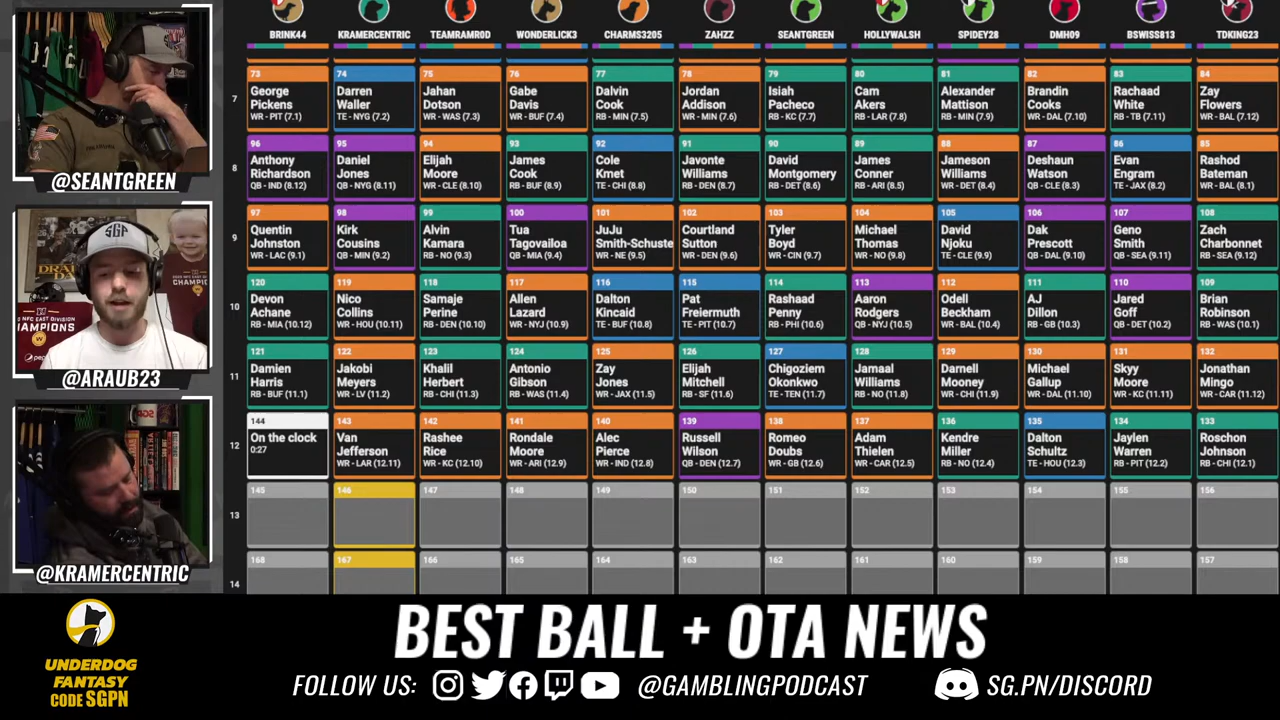 BRINK44 KRAMERCENTRIC TEAMRAMROD WONDERLICK3 CHARMS3205 ZAHZZ SEANTGREEN HOLLYWALSH SPIDEY28 DMH09 BSWISS813 TDKING23
73 74 75 76 77 78 79 80 81 82 83 84
George Darren Jahan Gabe Dalvin Jordan Isiah Cam Alexander Brandin Rachaad Zay
7 Pickens Waller Dotson Davis Cook Addison Pacheco Akers Mattison Cooks White Flowers
WR - PIT (7.1) TE - NYG (7.2) WR - WAS (7.3) WR - BUF (7.4) RB - MIN (7.5) WR - MIN (7.6) RB - KC (7.7) RB - LAR (7.8) RB - MIN (7.9) WR - DAL (7.10) RB - TB (7.11) WR - BAL (7.12)
96 95 94 93 92 91 90 89 88 87 86 85
Anthony Daniel Elijah James Cole Javonte David James Jameson Deshaun Evan Rashod
8 Richardson Jones Moore Cook Kmet Williams Montgomery Conner Williams Watson Engram Bateman
QB - IND (8.12) QB - NYG (8.11) WR - CLE (8.10) RB - BUF (8.9) TE - CHI (8.8) RB - DEN (8.7) RB - DET (8.6) RB - ARI (8.5) WR - DET (8.4) QB - CLE (8.3) TE - JAX (8.2) WR - BAL (8.1)
@SEANTGREEN
97 98 99 100 101 102 103 104 105 106 107 108
Quentin Kirk Alvin Tua JuJu Courtland Tyler Michael David Dak Geno Zach
9 Johnston Cousins Kamara Tagovailoa Smith-Schuste Sutton Boyd Thomas Njoku Prescott Smith Charbonnet
WR - LAC (9.1) QB - MIN (9.2) RB - NO (9.3) QB - MIA (9.4) WR - NE (9.5) WR - DEN (9.6) WR - CIN (9.7) WR - NO (9.8) TE - CLE (9.9) QB - DAL (9.10) QB - SEA (9.11) RB - SEA (9.12)
SGP
CHAMPIONS
120 119 118 117 116 115 114 113 112 111 110 109
Devon Nico Samaje Allen Dalton Pat Rashaad Aaron Odell AJ Jared Brian
10 Achane Collins Perine Lazard Kincaid Freiermuth Penny Rodgers Beckham Dillon Goff Robinson
RB - MIA (10.12) WR - HOU (10.11) RB - DEN (10.10) WR - NYJ (10.9) TE - BUF (10.8) TE - PIT (10.7) RB - PHI (10.6) QB - NYJ (10.5) WR - BAL (10.4) RB - GB (10.3) QB - DET (10.2) RB - WAS (10.1)
NFC EAST DIVISION
pepsi
121 122 123 124 125 126 127 128 129 130 131 132
Damien Jakobi Khalil Antonio Zay Elijah Chigoziem Jamaal Darnell Michael Skyy Jonathan
11 Harris Meyers Herbert Gibson Jones Mitchell Okonkwo Williams Mooney Gallup Moore Mingo
RB - BUF (11.1) WR - LV (11.2) RB - CHI (11.3) RB - WAS (11.4) WR - JAX (11.5) RB - SF (11.6) TE - TEN (11.7) RB - NO (11.8) WR - CHI (11.9) WR - DAL (11.10) WR - KC (11.11) WR - CAR (11.12)
@ARAUB23
144 143 142 141 140 139 138 137 136 135 134 133
On the clock Van Rashee Rondale Alec Russell Romeo Adam Kendre Dalton Jaylen Roschon
12 0:27 Jefferson Rice Moore Pierce Wilson Doubs Thielen Miller Schultz Warren Johnson
WR - LAR (12.11) WR - KC (12.10) WR - ARI (12.9) WR - IND (12.8) QB - DEN (12.7) WR - GB (12.6) WR - CAR (12.5) RB - NO (12.4) TE - HOU (12.3) RB - PIT (12.2) RB - CHI (12.1)
145 146 147 148 149 150 151 152 153 154 155 156
13
168 167 166 165 164 163 162 161 160 159 158 157
14
@KRAMERCENTRIC
UNDERDOG
FANTASY
CODE SGPN
BEST BALL + OTA NEWS
FOLLOW US: @GAMBLINGPODCAST SG.PN/DISCORD